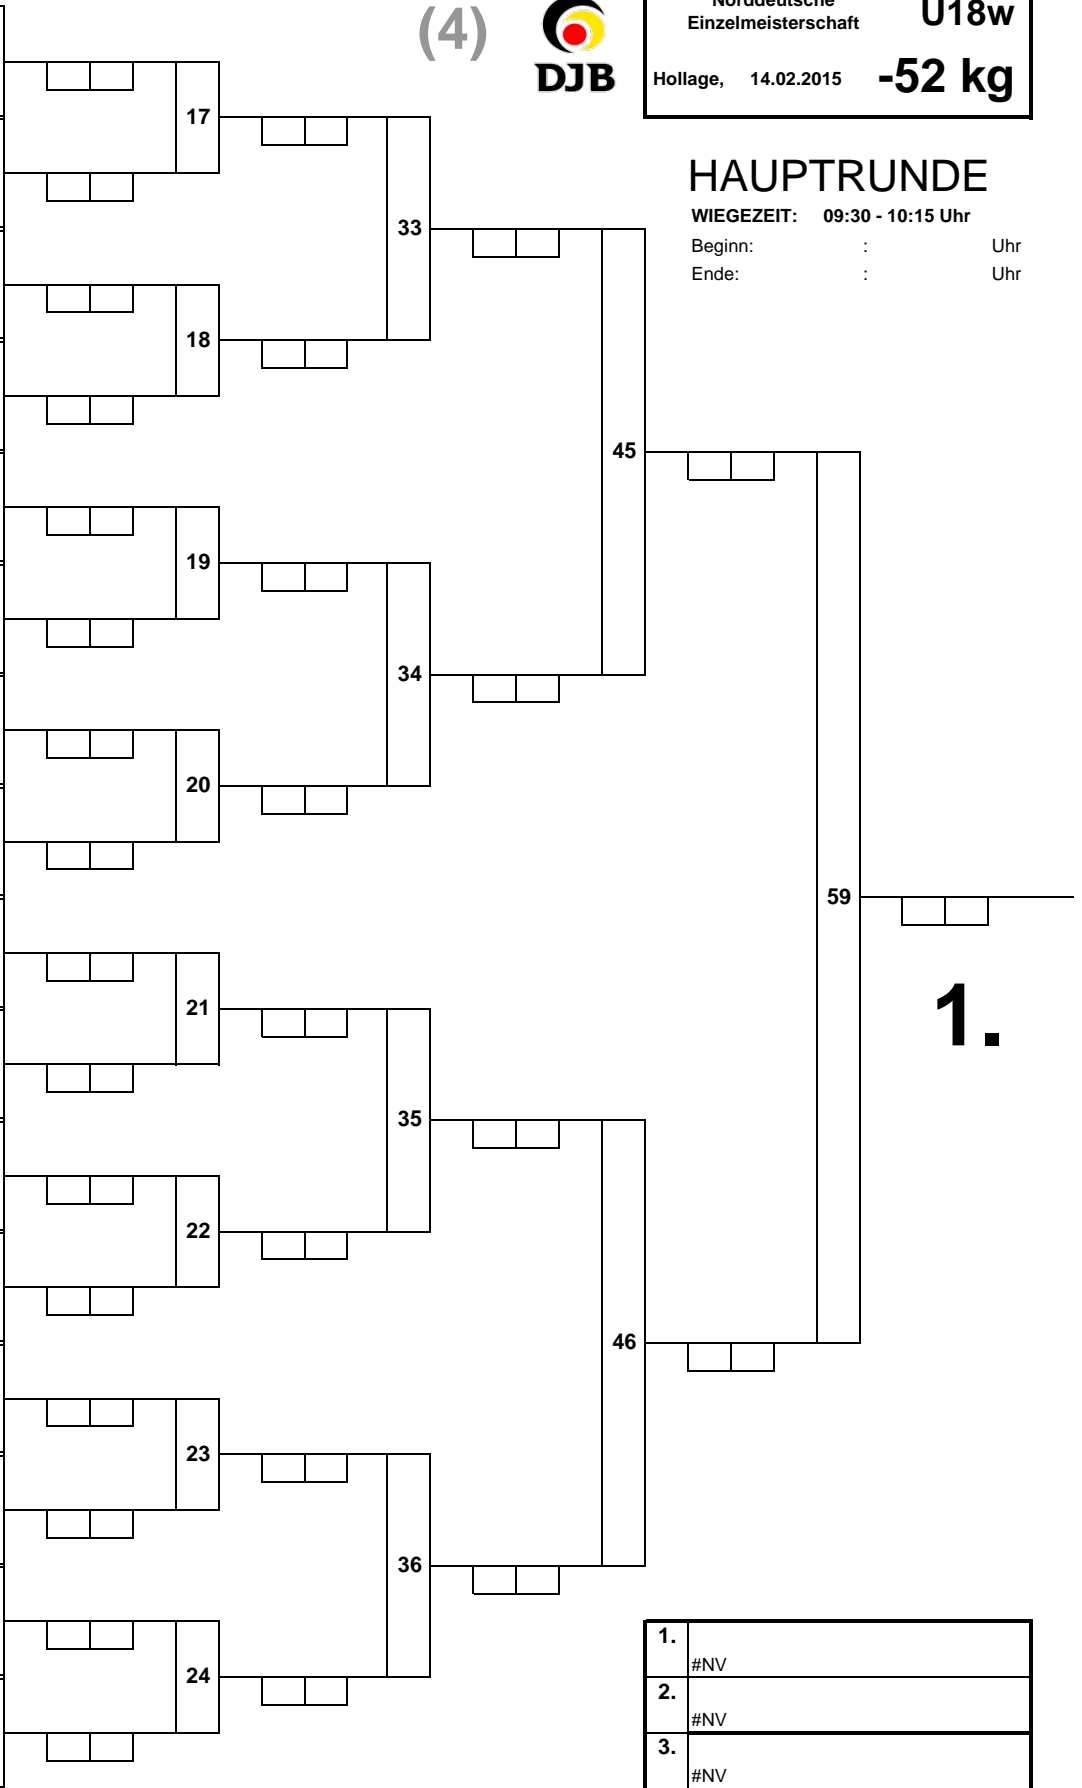 (4)
DJB
Norddeutsche
Einzelmeisterschaft
U18w
Hollage, 14.02.2015
-52 kg
HAUPTRUNDE
WIEGEZEIT: 09:30 - 10:15 Uhr
Beginn: : Uhr
Ende: : Uhr
17
33
18
45
19
34
20
59
21
1.
35
22
46
23
36
24
1.
#NV
2.
#NV
3.
#NV